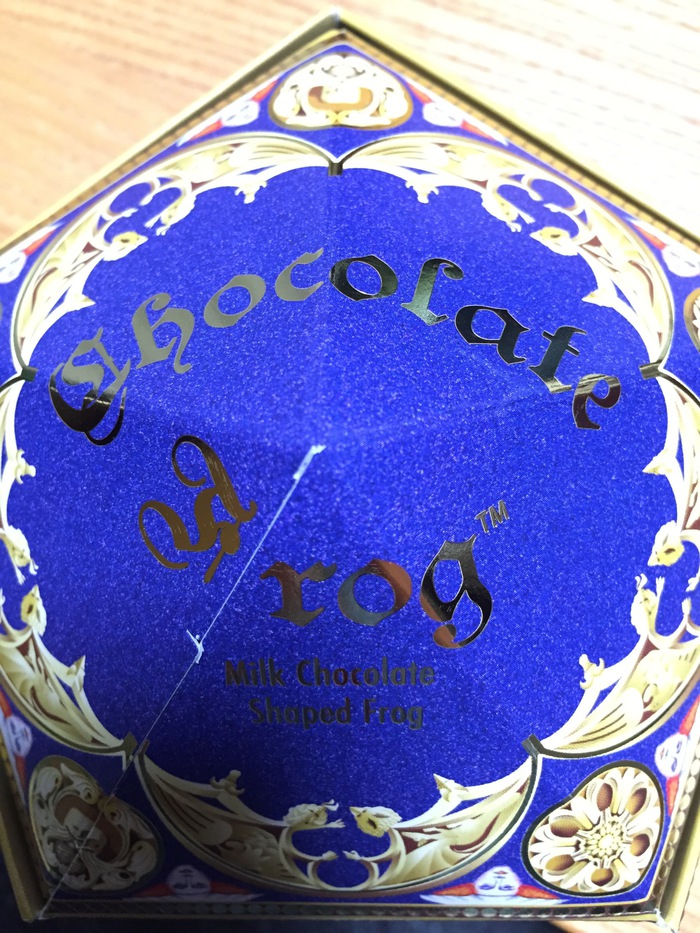 Chocolate
Frog™
Milk Chocolate
Shaped Frog